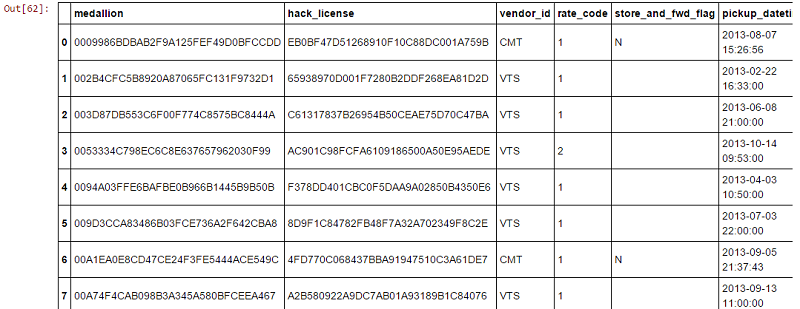 Out[62]:
medallion hack_license vendor_id rate_code store_and_fwd_flag pickup_dateti
0 0009986BDBAB2F9A125FEF49D0BFCCDD EB0BF47D51268910F10C88DC001A759B CMT 1 N 2013-08-07
15:26:56
1 002B4CFC5B8920A87065FC131F9732D1 65938970D001F7280B2DDF268EA81D2D VTS 1 2013-02-22
16:33:00
2 003D87DB553C6F00F774C8575BC8444A C61317837B26954B50CEAE75D70C47BA VTS 1 2013-06-08
21:00:00
3 0053334C798EC6C8E637657962030F99 AC901C98FCFA6109186500A50E95AEDE VTS 2 2013-10-14
09:53:00
4 0094A03FFE6BAFBE0B966B1445B9B50B F378DD401CBC0F5DAA9A02850B4350E6 VTS 1 2013-04-03
10:50:00
5 009D3CCA83486B03FCE736A2F642CBA8 8D9F1C84782FB48F7A32A702349F8C2E VTS 1 2013-07-03
22:00:00
6 00A1EA0E8CD47CE24F3FE5444ACE549C 4FD770C068437BBA91947510C3A61DE7 CMT 1 N 2013-09-05
21:37:43
7 00A74F4CAB098B3A345A580BFCEEA467 A2B580922A9DC7AB01A93189B1C84076 VTS 1 2013-09-13
11:00:00